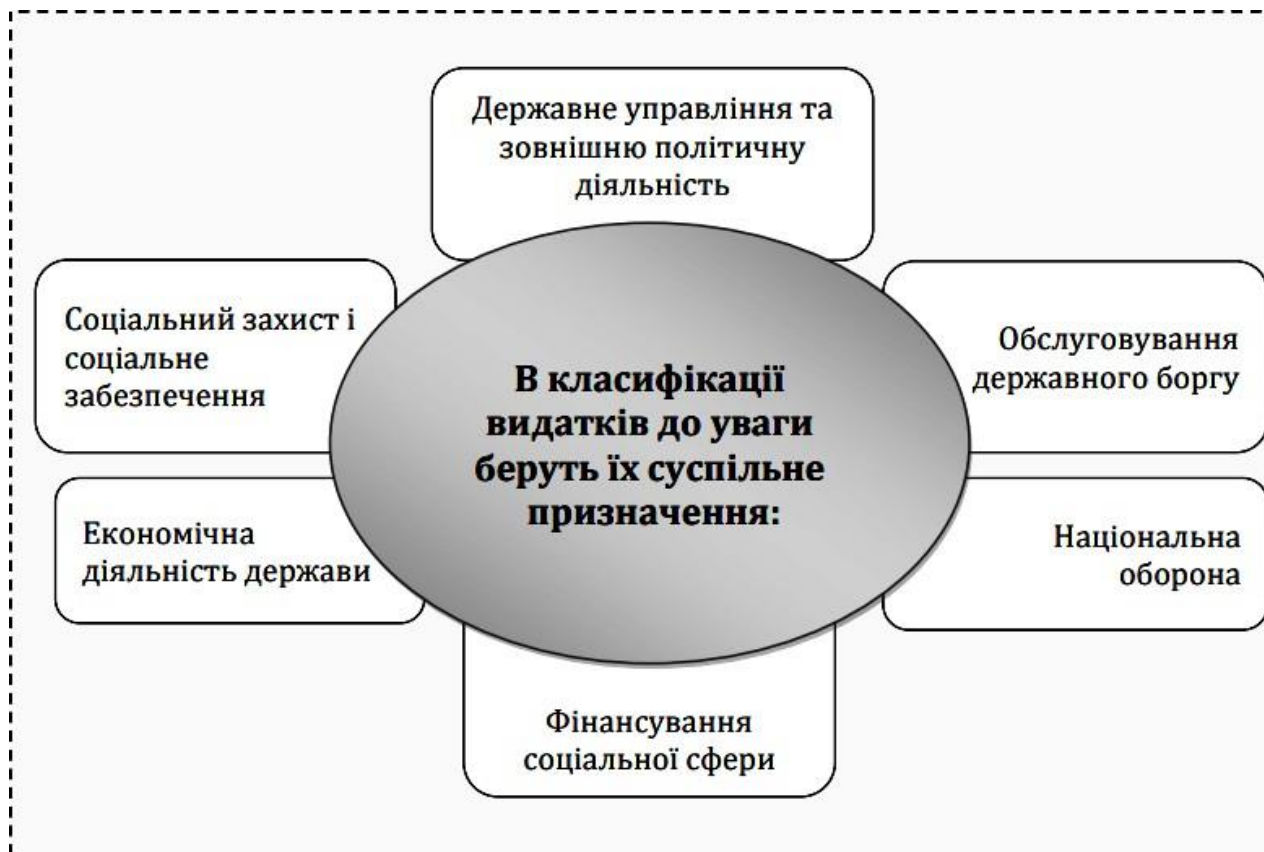 Державне управління та
зовнішню політичну
діяльність
Соціальний захист і
соціальне
забезпечення
Обслуговування
державного боргу
В класифікації
видатків до уваги
беруть їх суспільне
призначення:
Економічна
діяльність держави
Національна
оборона
Фінансування
соціальної сфери